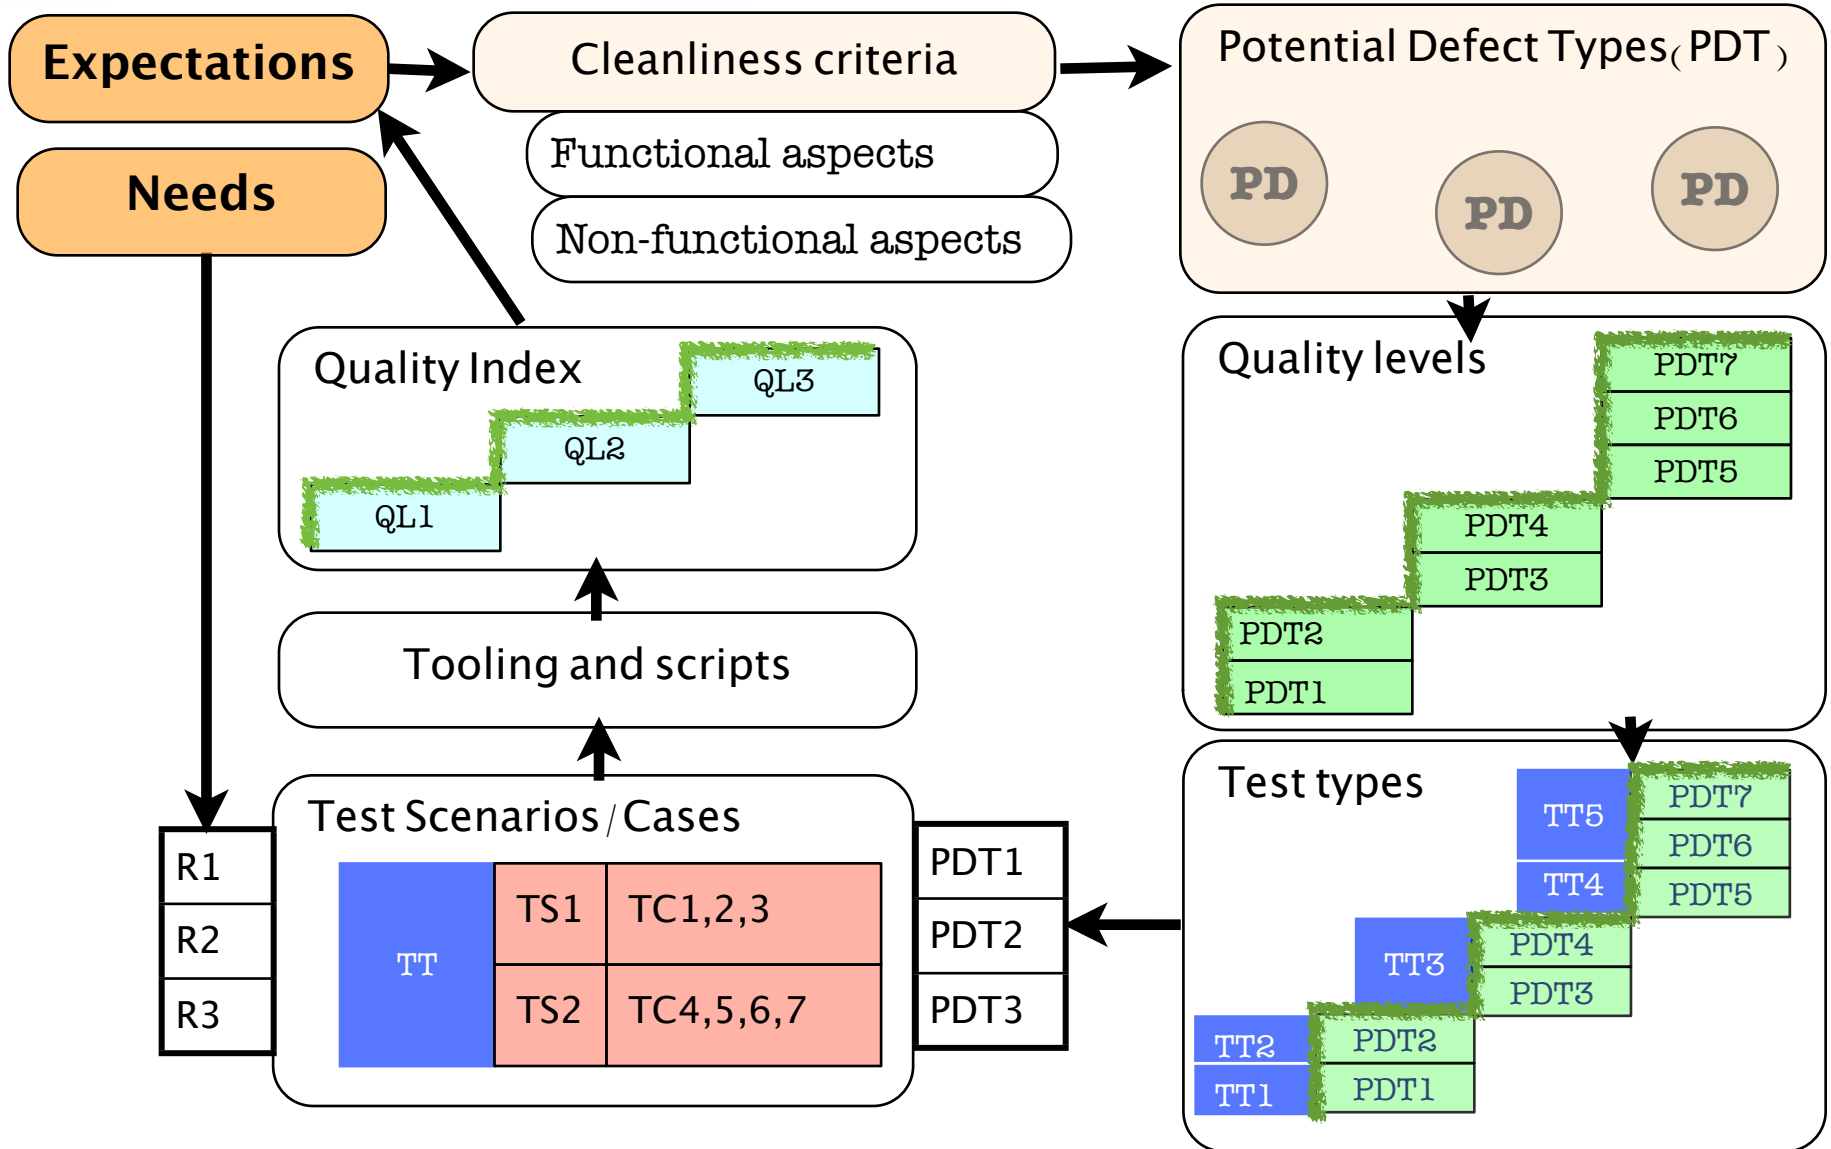 Expectations
Needs
Cleanliness criteria
Functional aspects
Non-functional aspects
Potential Defect Types(PDT)
PD
PD
PD
Quality Index
QL3
QL2
QL1
Quality levels
PDT7
PDT6
PDT5
PDT4
PDT3
PDT2
PDT1
Tooling and scripts
Test Scenarios/Cases
R1
R2
R3
TT
TS1 TC1,2,3
TS2 TC4,5,6,7
PDT1
PDT2
PDT3
Test types
TT5
TT4
PDT7
PDT6
PDT5
TT3
PDT4
PDT3
TT2 PDT2
TT1 PDT1